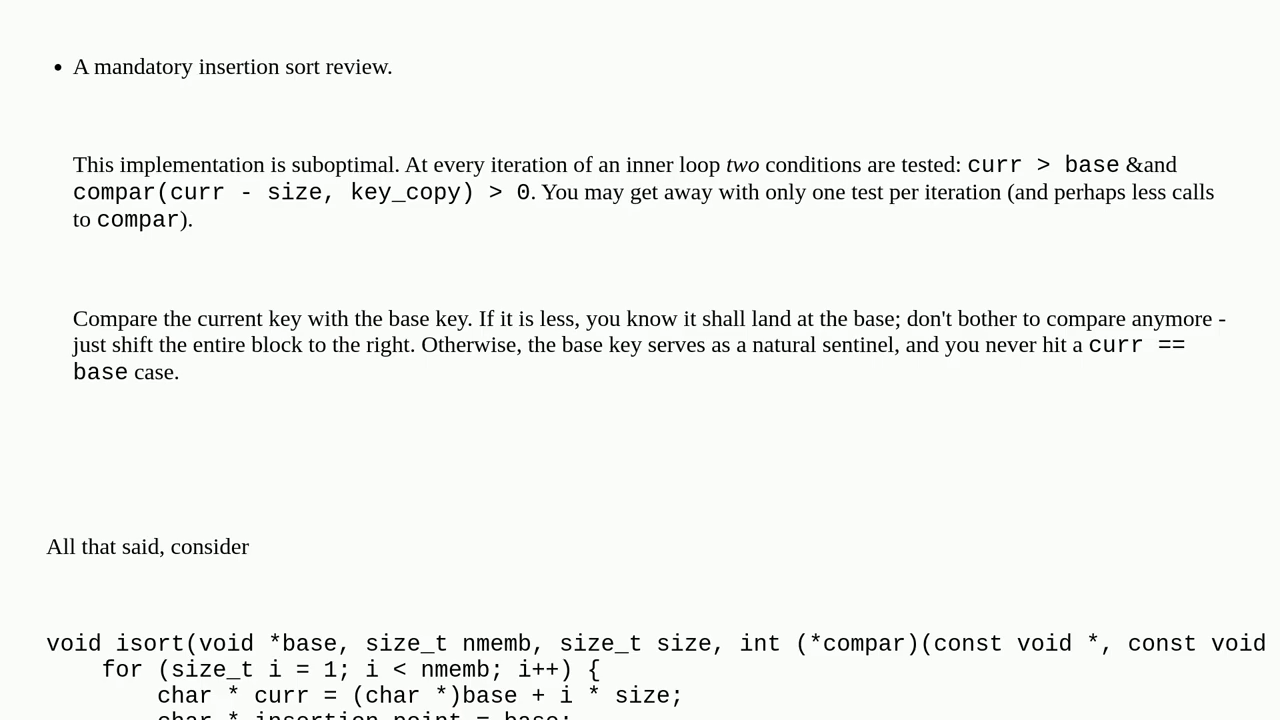 • A mandatory insertion sort review.
This implementation is suboptimal. At every iteration of an inner loop two conditions are tested: curr > base &and
compar(curr - size, key_copy) > 0. You may get away with only one test per iteration (and perhaps less calls
to compar).
Compare the current key with the base key. If it is less, you know it shall land at the base; don't bother to compare anymore -
just shift the entire block to the right. Otherwise, the base key serves as a natural sentinel, and you never hit a curr ==
base case.
All that said, consider
void isort(void *base, size_t nmemb, size_t size, int (*compar)(const void *, const void
    for (size_t i = 1; i < nmemb; i++) {
        char * curr = (char *)base + i * size;
        char * insertion_point = base;